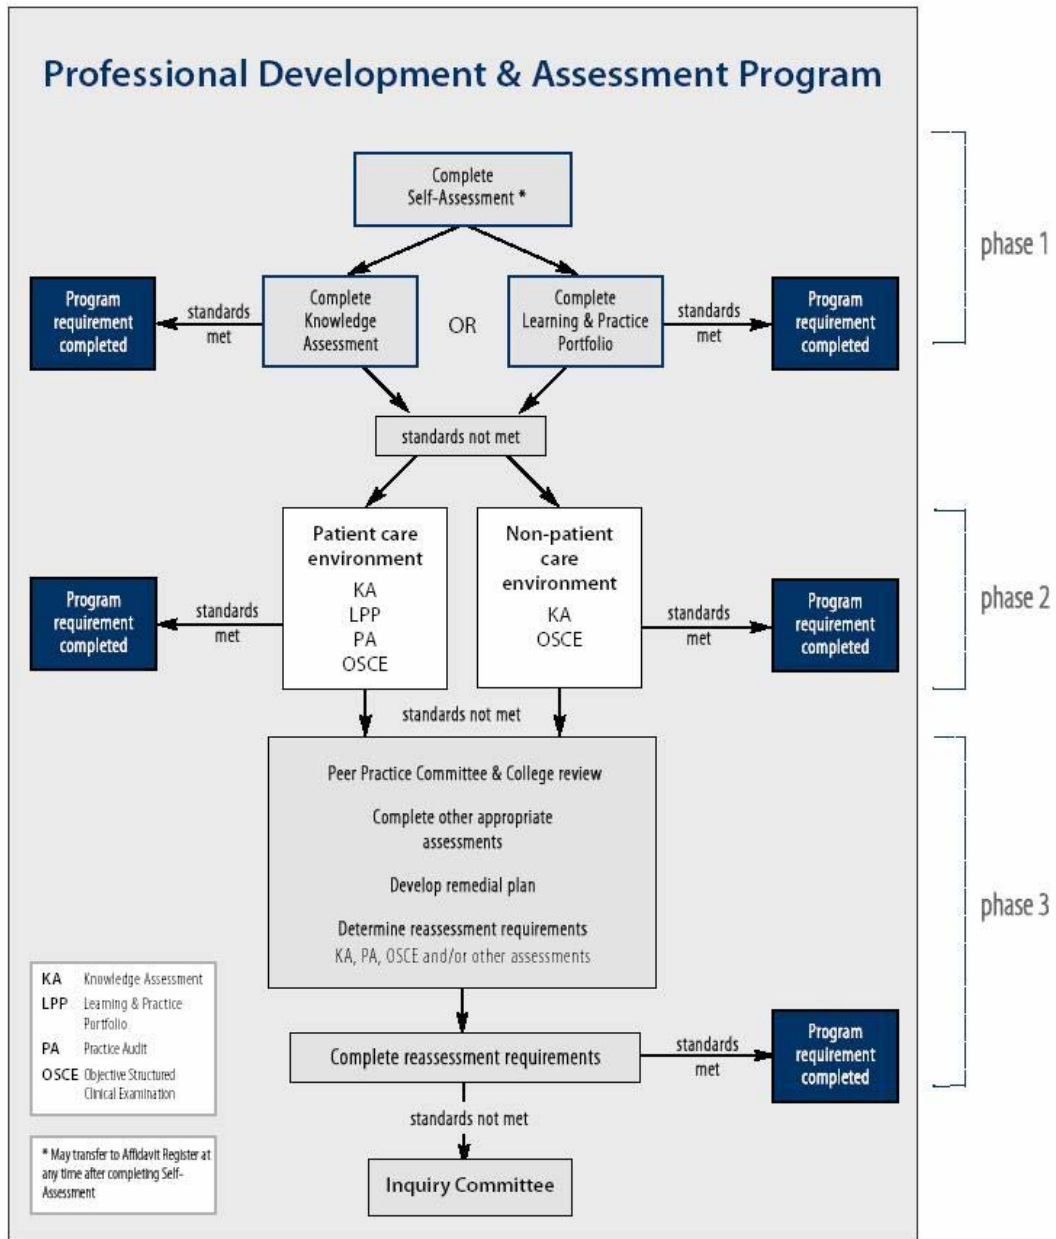 Professional Development & Assessment Program
Complete
Self-Assessment *
phase 1
Program
requirement
completed
standards
met
Complete
Knowledge
Assessment
OR
Complete
Learning & Practice
Portfolio
standards
met
Program
requirement
completed
standards not met
Patient care
environment
KA
LPP
PA
OSCE
Non-patient
care
environment
KA
OSCE
Program
requirement
completed
standards
met
standards
met
Program
requirement
completed
phase 2
standards not met
Peer Practice Committee & College review
Complete other appropriate
assessments
Develop remedial plan
Determine reassessment requirements
KA, PA, OSCE and/or other assessments
phase 3
KA Knowledge Assessment
LPP Learning & Practice
Portfolio
PA Practice Audit
OSCE Objective Structured
Clinical Examination
Complete reassessment requirements
standards
met
Program
requirement
completed
standards not met
* May transfer to Affidavit Register at
any time after completing Self-
Assessment
Inquiry Committee